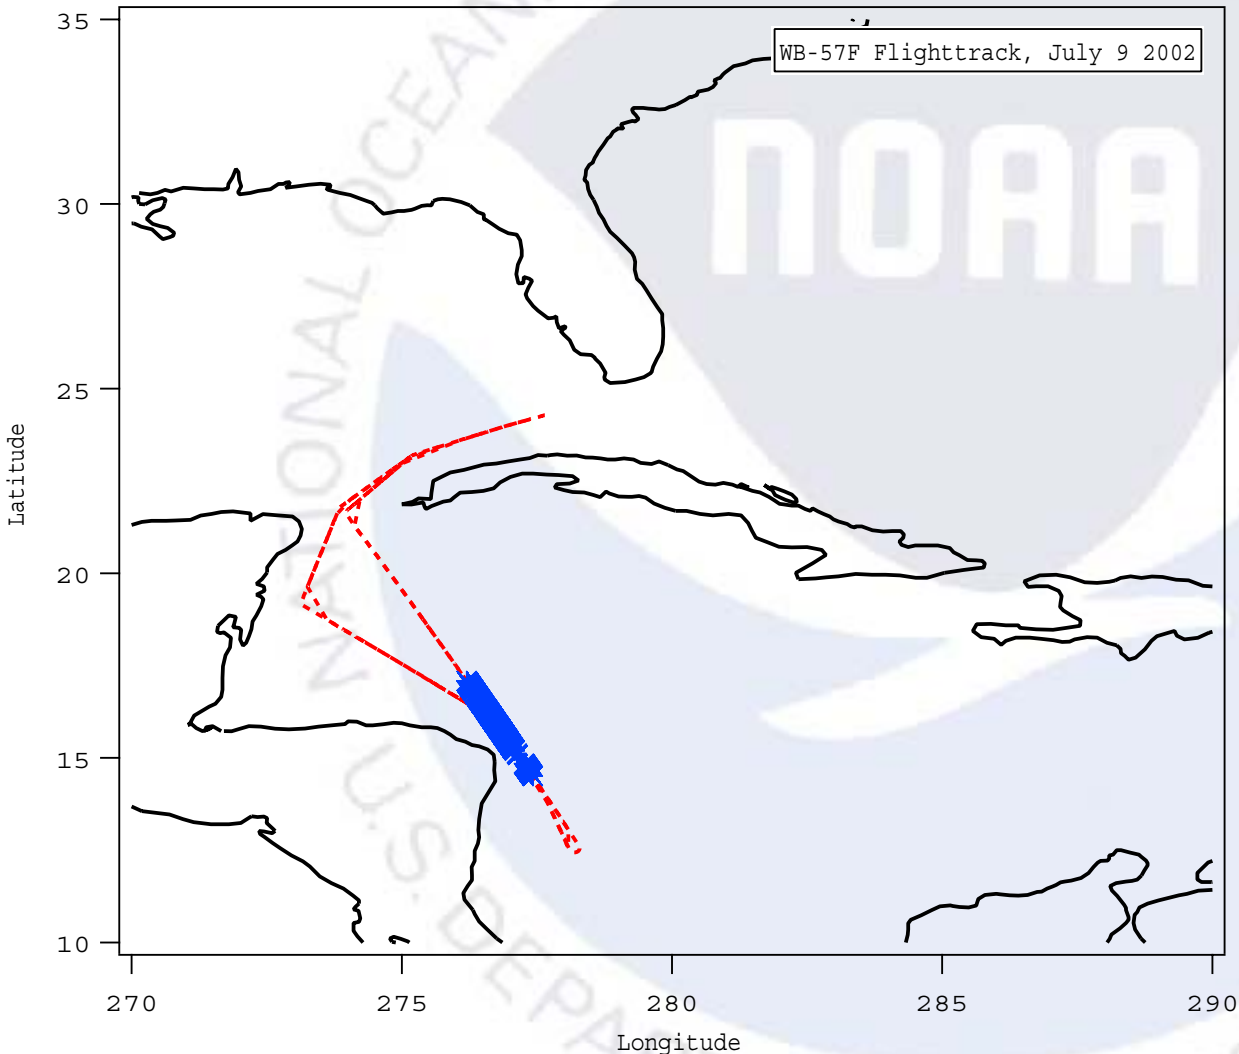 35
WB-57F Flighttrack, July 9 2002
NOAA
NATIONAL OCEAN
30
25
Latitude
20
15
U.S. DEPA
10
270 275 280 285 290
Longitude